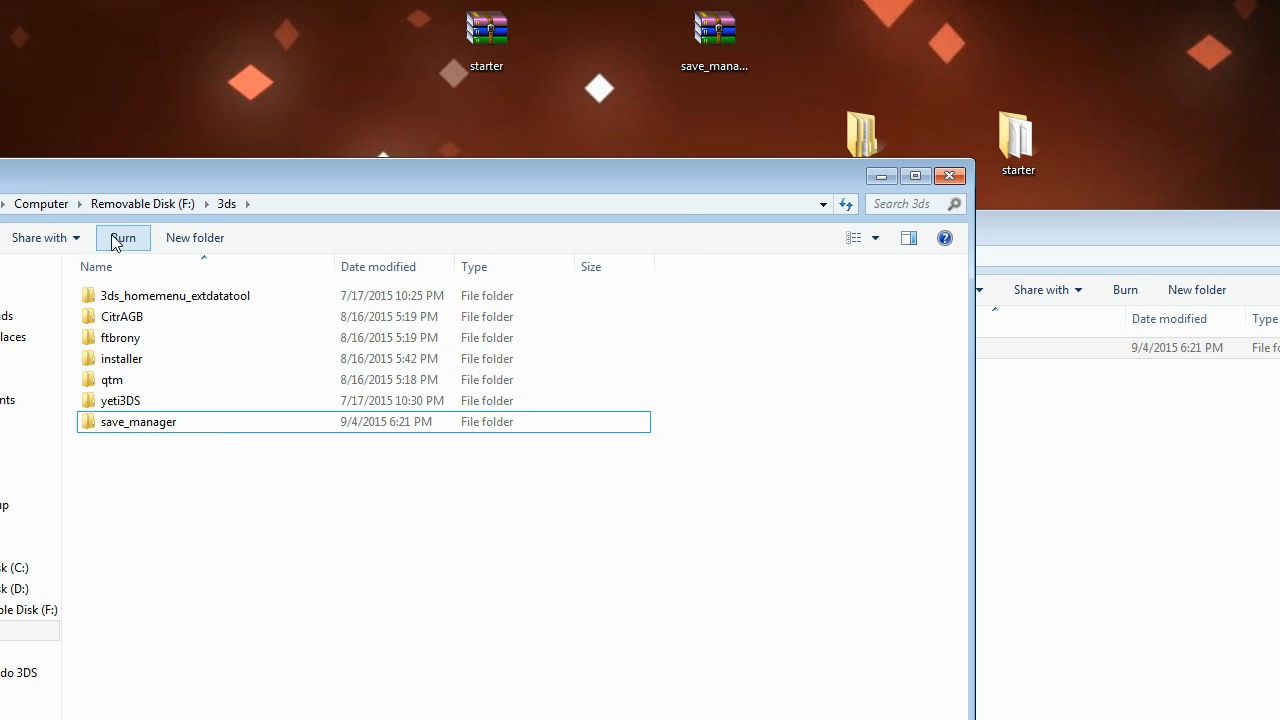 starter
save_mana...
starter
Computer Removable Disk (F:) 3ds
Search 3ds
Share with Burn New folder
Name Date modified Type Size
3ds_homemenu_extdatatool 7/17/2015 10:25 PM File folder
CitrAGB 8/16/2015 5:19 PM File folder
ftbrony 8/16/2015 5:19 PM File folder
installer 8/16/2015 5:42 PM File folder
qtm 8/16/2015 5:18 PM File folder
yeti3DS 7/17/2015 10:30 PM File folder
save_manager 9/4/2015 6:21 PM File folder
ds
laces
nts
up
sk (C:)
sk (D:)
ble Disk (F:)
do 3DS
Share with Burn New folder
Date modified Type
9/4/2015 6:21 PM File fo